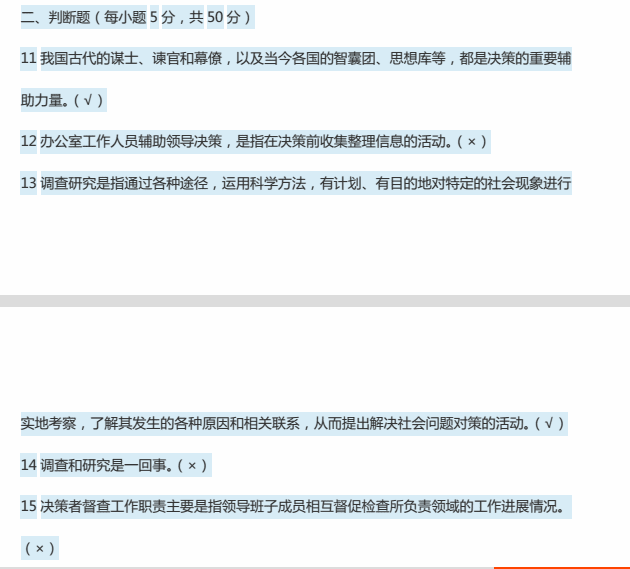 二、判断题（每小题 5 分，共 50 分）
11 我国古代的谋士、谏官和幕僚，以及当今各国的智囊团、思想库等，都是决策的重要辅
助力量。（√）
12 办公室工作人员辅助领导决策，是指在决策前收集整理信息的活动。（×）
13 调查研究是指通过各种途径，运用科学方法，有计划、有目的地对特定的社会现象进行
实地考察，了解其发生的各种原因和相关联系，从而提出解决社会问题对策的活动。（√）
14 调查和研究是一回事。（×）
15 决策者督查工作职责主要是指领导班子成员相互督促检查所负责领域的工作进展情况。
（×）